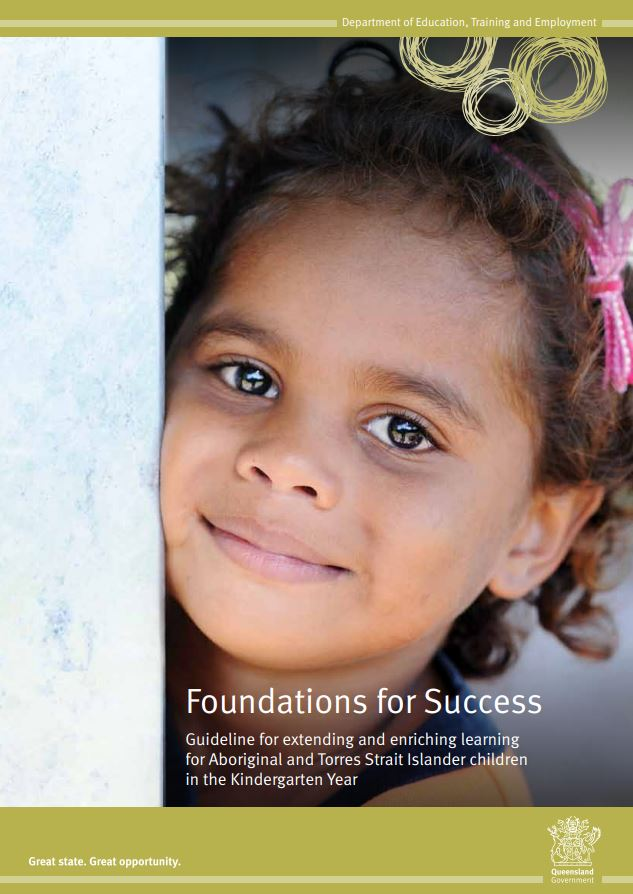 Department of Education, Training and Employment
Foundations for Success
Guideline for extending and enriching learning
for Aboriginal and Torres Strait Islander children
in the Kindergarten Year
Great state. Great opportunity.
Queensland
Government